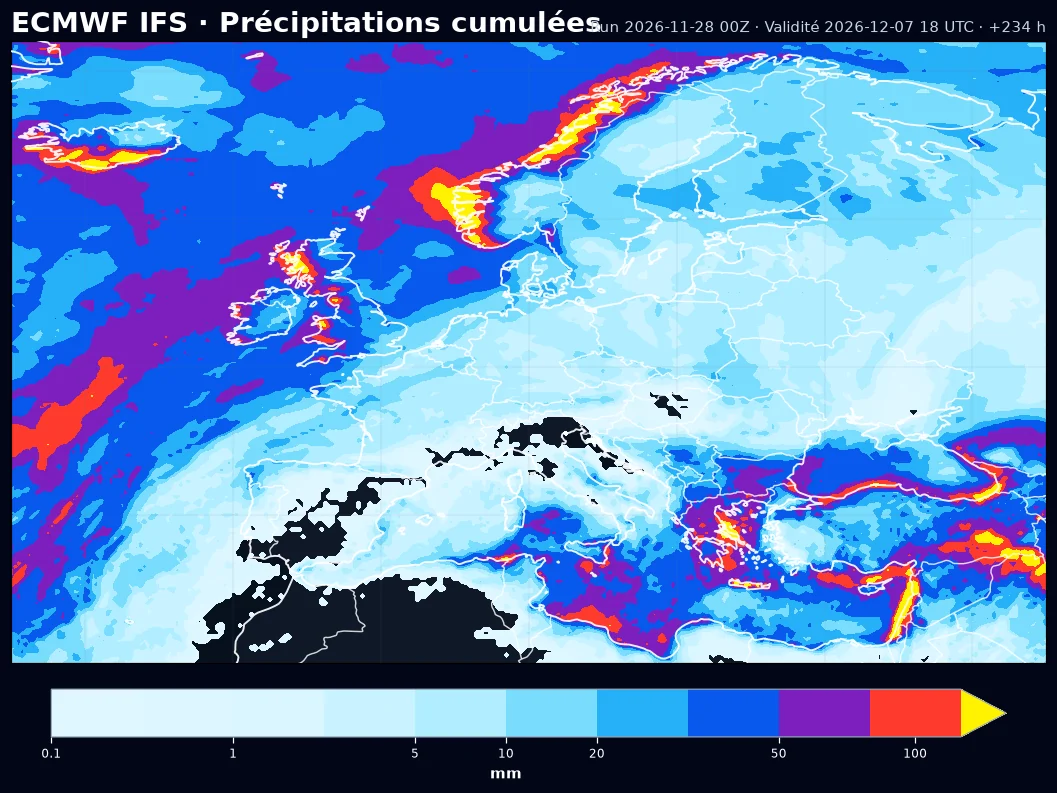 ECMWF IFS · Précipitations cumulées
Run 2026-11-28 00Z · Validité 2026-12-07 18 UTC · +234 h
0.1 1 5 10 20 50 100
mm